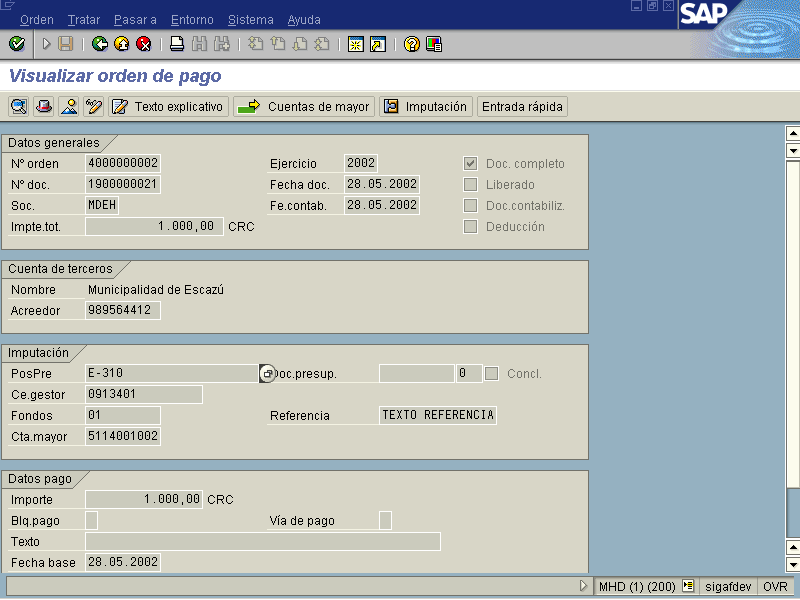 Orden Tratar Pasar a Entorno Sistema Ayuda
SAP
Visualizar orden de pago
Texto explicativo Cuentas de mayor Imputación Entrada rápida
Datos generales
Nº orden 4000000002 Ejercicio 2002 Doc. completo
Nº doc. 1900000021 Fecha doc. 28.05.2002 Liberado
Soc. MDEH Fe.contab. 28.05.2002 Doc.contabiliz.
Impte.tot. 1.000,00 CRC Deducción
Cuenta de terceros
Nombre Municipalidad de Escazú
Acreedor 989564412
Imputación
PosPre E-310 Doc.presup. 0 Concl.
Ce.gestor 0913401
Fondos 01 Referencia TEXTO REFERENCIA
Cta.mayor 5114001002
Datos pago
Importe 1.000,00 CRC
Blq.pago Vía de pago
Texto
Fecha base 28.05.2002
MHD (1) (200) sigafdev OVR